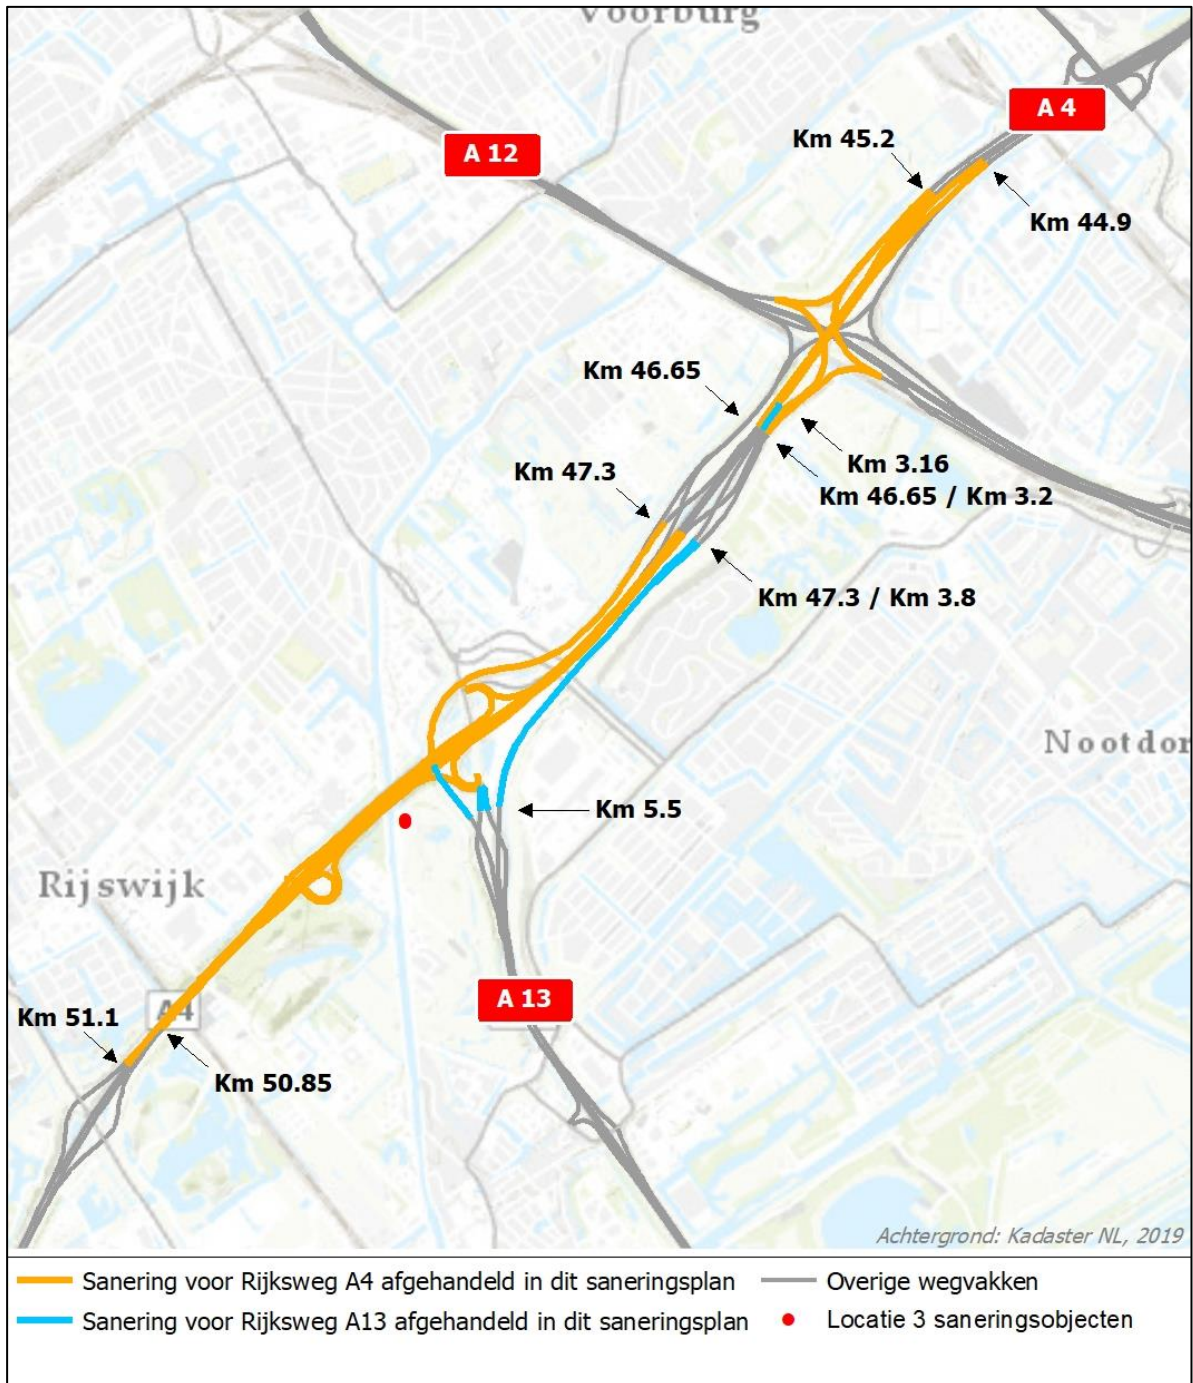 Voorburg
A 4
Km 45.2
A 12
Km 44.9
Km 46.65
Km 3.16
Km 47.3
Km 46.65 / Km 3.2
Km 47.3 / Km 3.8
Nootdor
Km 5.5
Rijswijk
A 13
A4
Km 51.1
Km 50.85
Achtergrond: Kadaster NL, 2019
Sanering voor Rijksweg A4 afgehandeld in dit saneringsplan
Overige wegvakken
Sanering voor Rijksweg A13 afgehandeld in dit saneringsplan
Locatie 3 saneringsobjecten